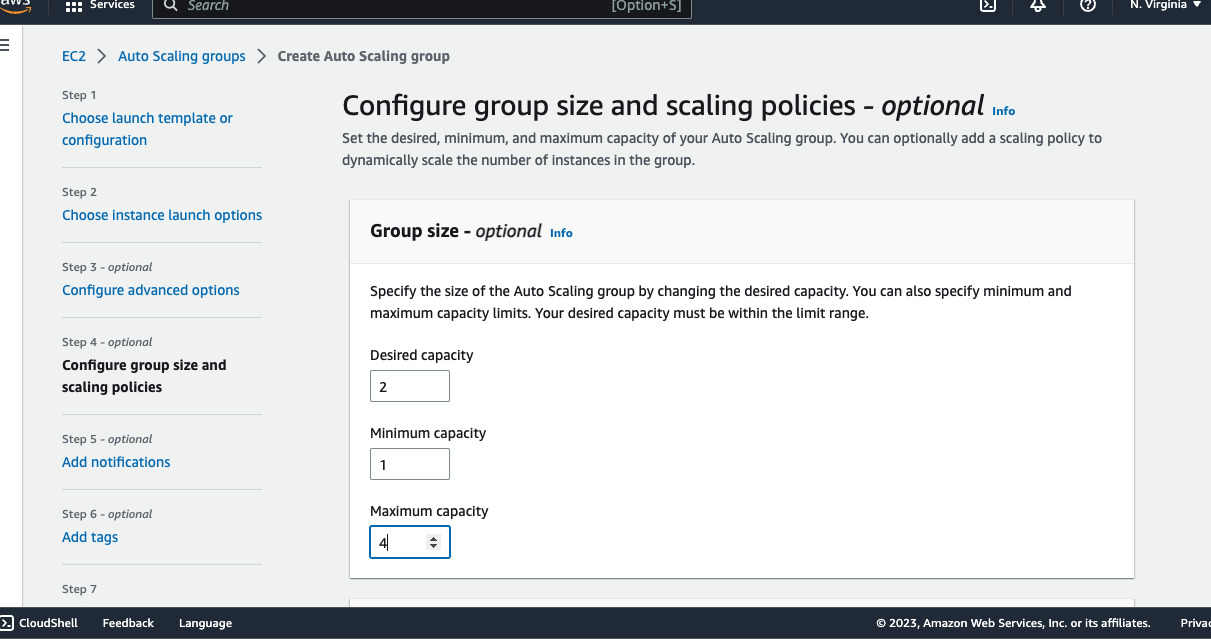 aws Services Search [Option+S] N. Virginia
EC2 Auto Scaling groups Create Auto Scaling group
Step 1
Choose launch template or
configuration
Step 2
Choose instance launch options
Step 3 - optional
Configure advanced options
Step 4 - optional
Configure group size and
scaling policies
Step 5 - optional
Add notifications
Step 6 - optional
Add tags
Step 7
Configure group size and scaling policies - optional Info
Set the desired, minimum, and maximum capacity of your Auto Scaling group. You can optionally add a scaling policy to
dynamically scale the number of instances in the group.
Group size - optional Info
Specify the size of the Auto Scaling group by changing the desired capacity. You can also specify minimum and
maximum capacity limits. Your desired capacity must be within the limit range.
Desired capacity
2
Minimum capacity
1
Maximum capacity
4
CloudShell Feedback Language © 2023, Amazon Web Services, Inc. or its affiliates.